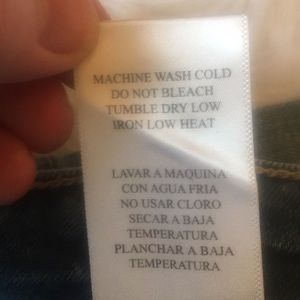 MACHINE WASH COLD
DO NOT BLEACH
TUMBLE DRY LOW
IRON LOW HEAT
LAVAR A MAQUINA
CON AGUA FRIA
NO USAR CLORO
SECAR A BAJA
TEMPERATURA
PLANCHAR A BAJA
TEMPERATURA